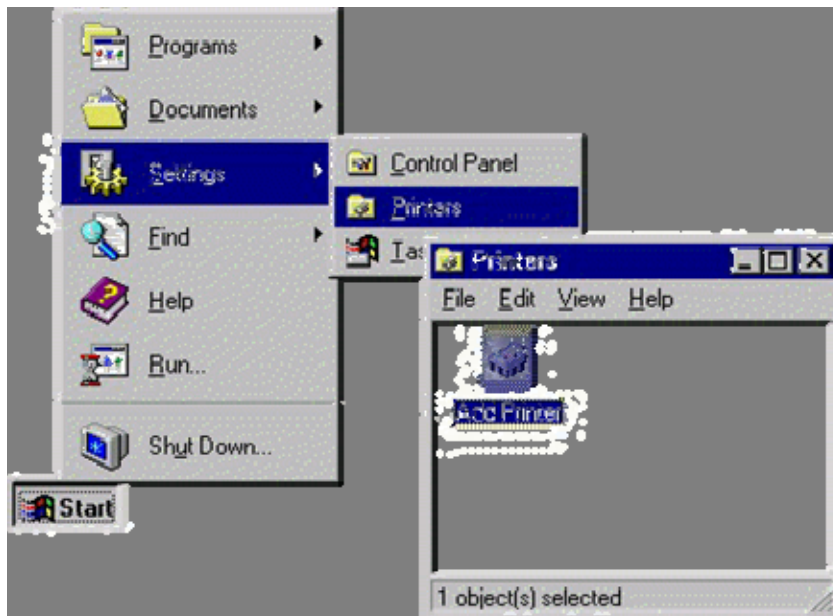 Programs
Documents
Settings
Find
Help
Run...
Shut Down...
Start
Control Panel
Printers
Printers
File Edit View Help
Add Printer
1 object(s) selected